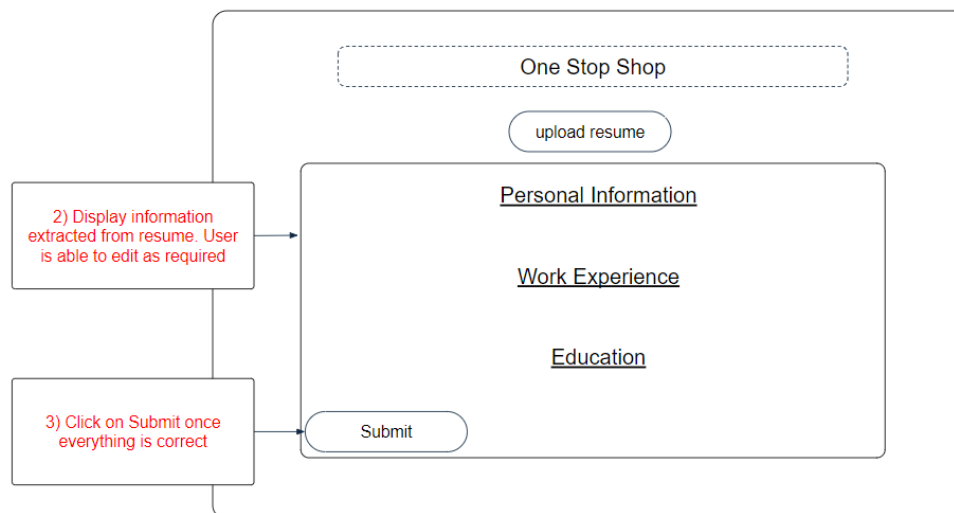 One Stop Shop
upload resume
Personal Information
2) Display information
extracted from resume. User
is able to edit as required
Work Experience
Education
3) Click on Submit once
everything is correct
Submit